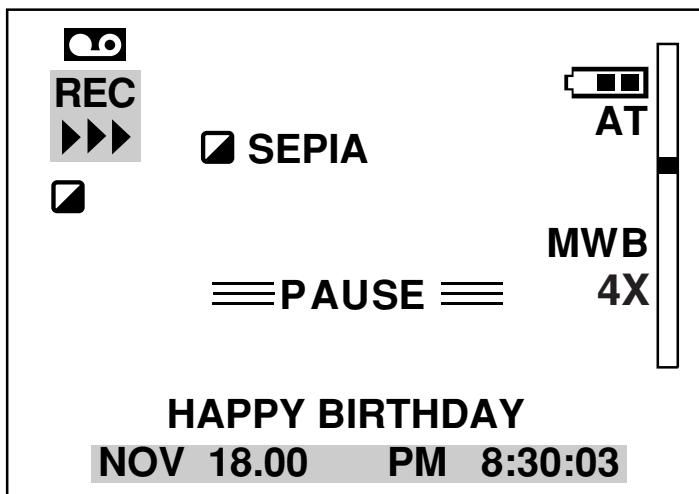 REC
AT
SEPIA
MWB
4X
PAUSE
HAPPY BIRTHDAY
NOV 18.00 PM 8:30:03